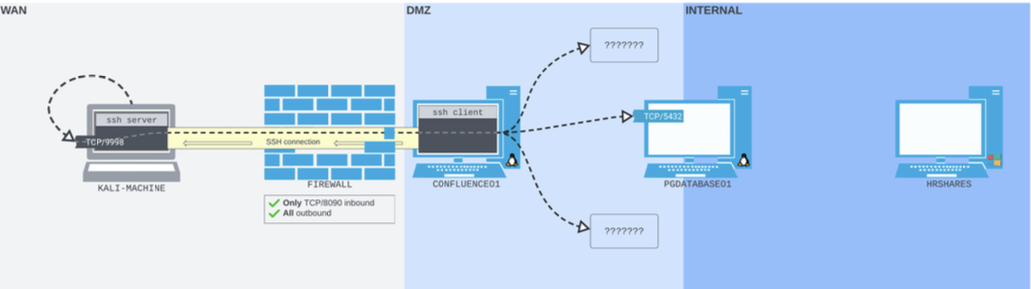 WAN
DMZ
INTERNAL
???????
ssh server
ssh client
TCP/5432
TCP/9998
SSH connection
KALI-MACHINE
FIREWALL
CONFLUENCE01
PGDATABASE01
HRSHARES
Only TCP/8090 inbound
All outbound
???????